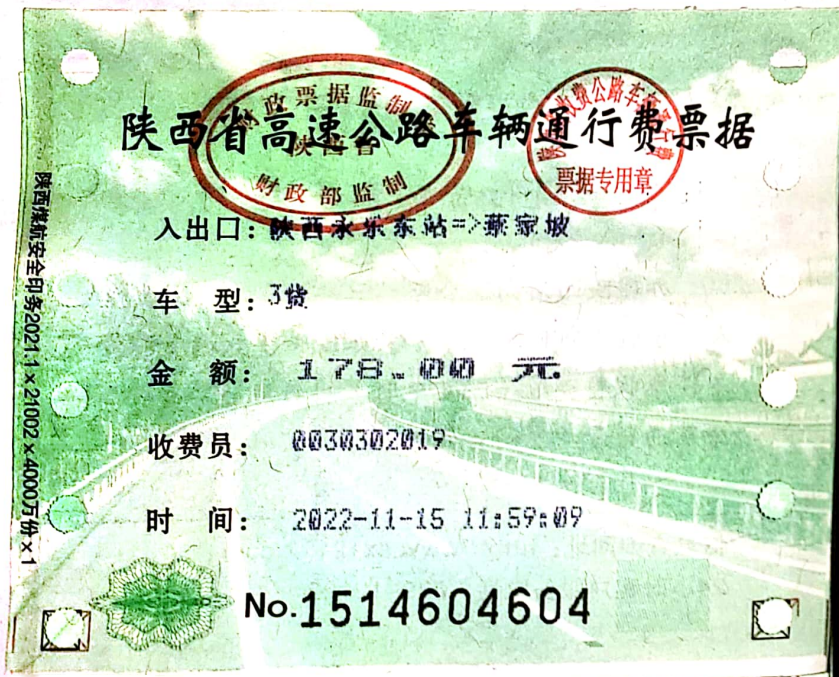 陕西省高速公路车辆通行费票据
财政票据监制
陕西省
财政部监制
票据专用章
入出口：陕西永乐东站=>蔡家坡
车 型：3货
金 额：178.00 元
收费员：0030302019
时 间：2022-11-15 11:59:09
No.1514604604
陕西煤航安全印务2021.1×21002×4000万份×1